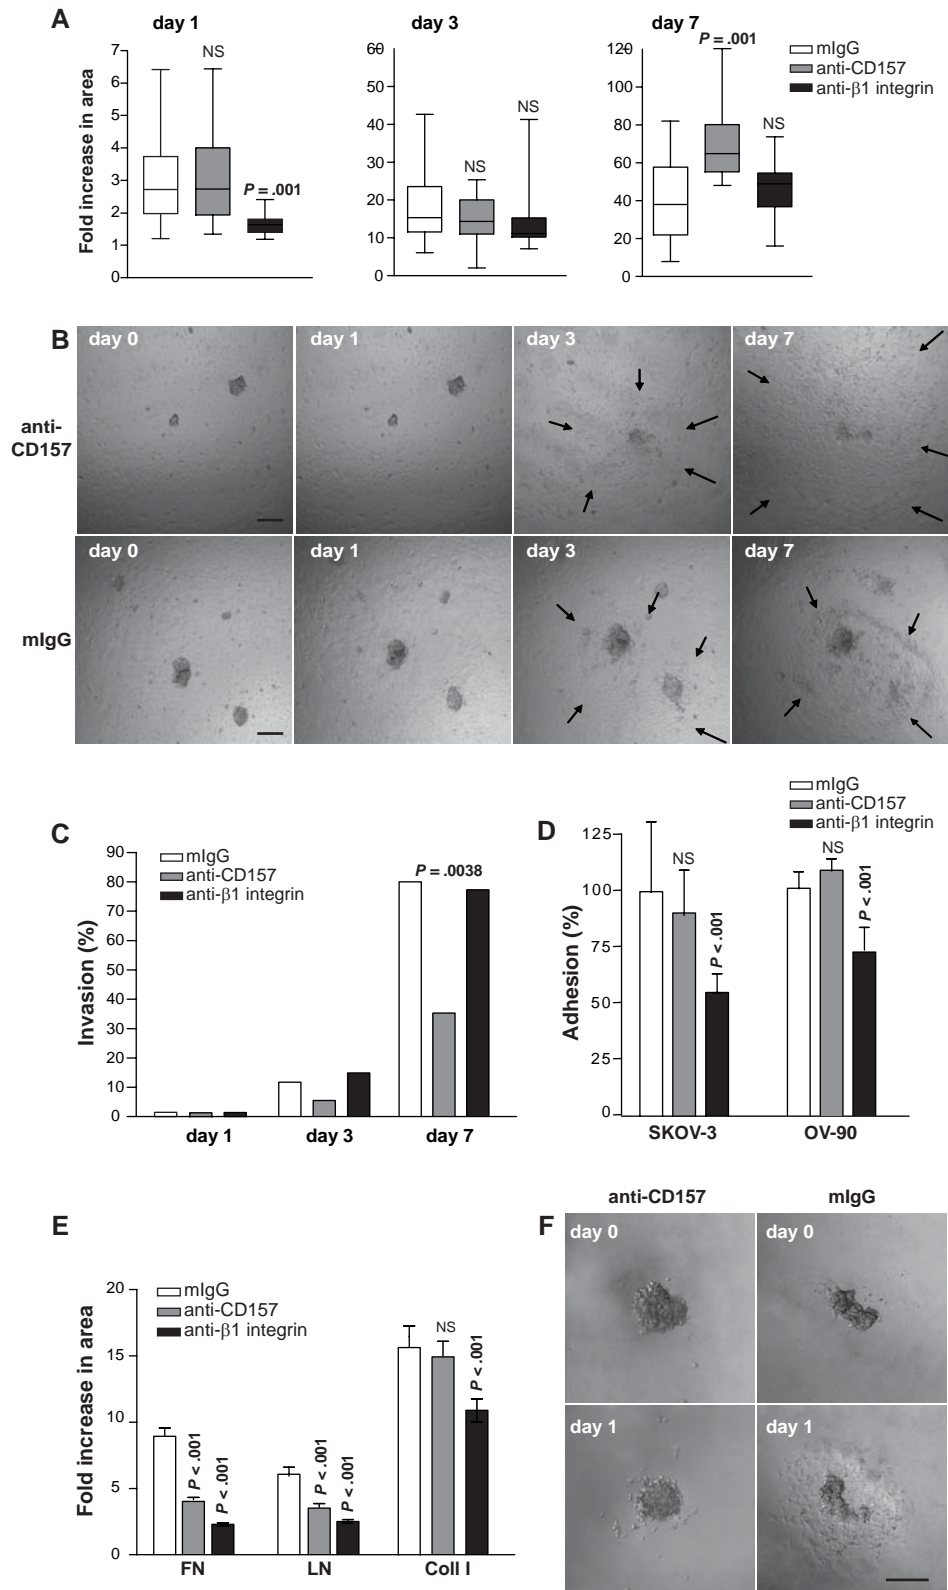 A
day 1
day 3
day 7
Fold increase in area
7
6
5
4
3
2
1
0
NS
P = .001
60
50
40
30
20
10
0
NS
NS
120
100
80
60
40
20
0
P = .001
NS
mIgG
anti-CD157
anti-β1 integrin
B
anti-CD157
day 0
day 1
day 3
day 7
mIgG
day 0
day 1
day 3
day 7
C
Invasion (%)
90
80
70
60
50
40
30
20
10
0
mIgG
anti-CD157
anti-β1 integrin
P = .0038
day 1
day 3
day 7
D
mIgG
anti-CD157
anti-β1 integrin
Adhesion (%)
125
100
75
50
25
0
NS
P < .001
NS
P < .001
SKOV-3
OV-90
E
Fold increase in area
20
15
10
5
0
mIgG
anti-CD157
anti-β1 integrin
P < .001
P < .001
P < .001
P < .001
NS
P < .001
FN
LN
Coll I
F
anti-CD157
mIgG
day 0
day 0
day 1
day 1